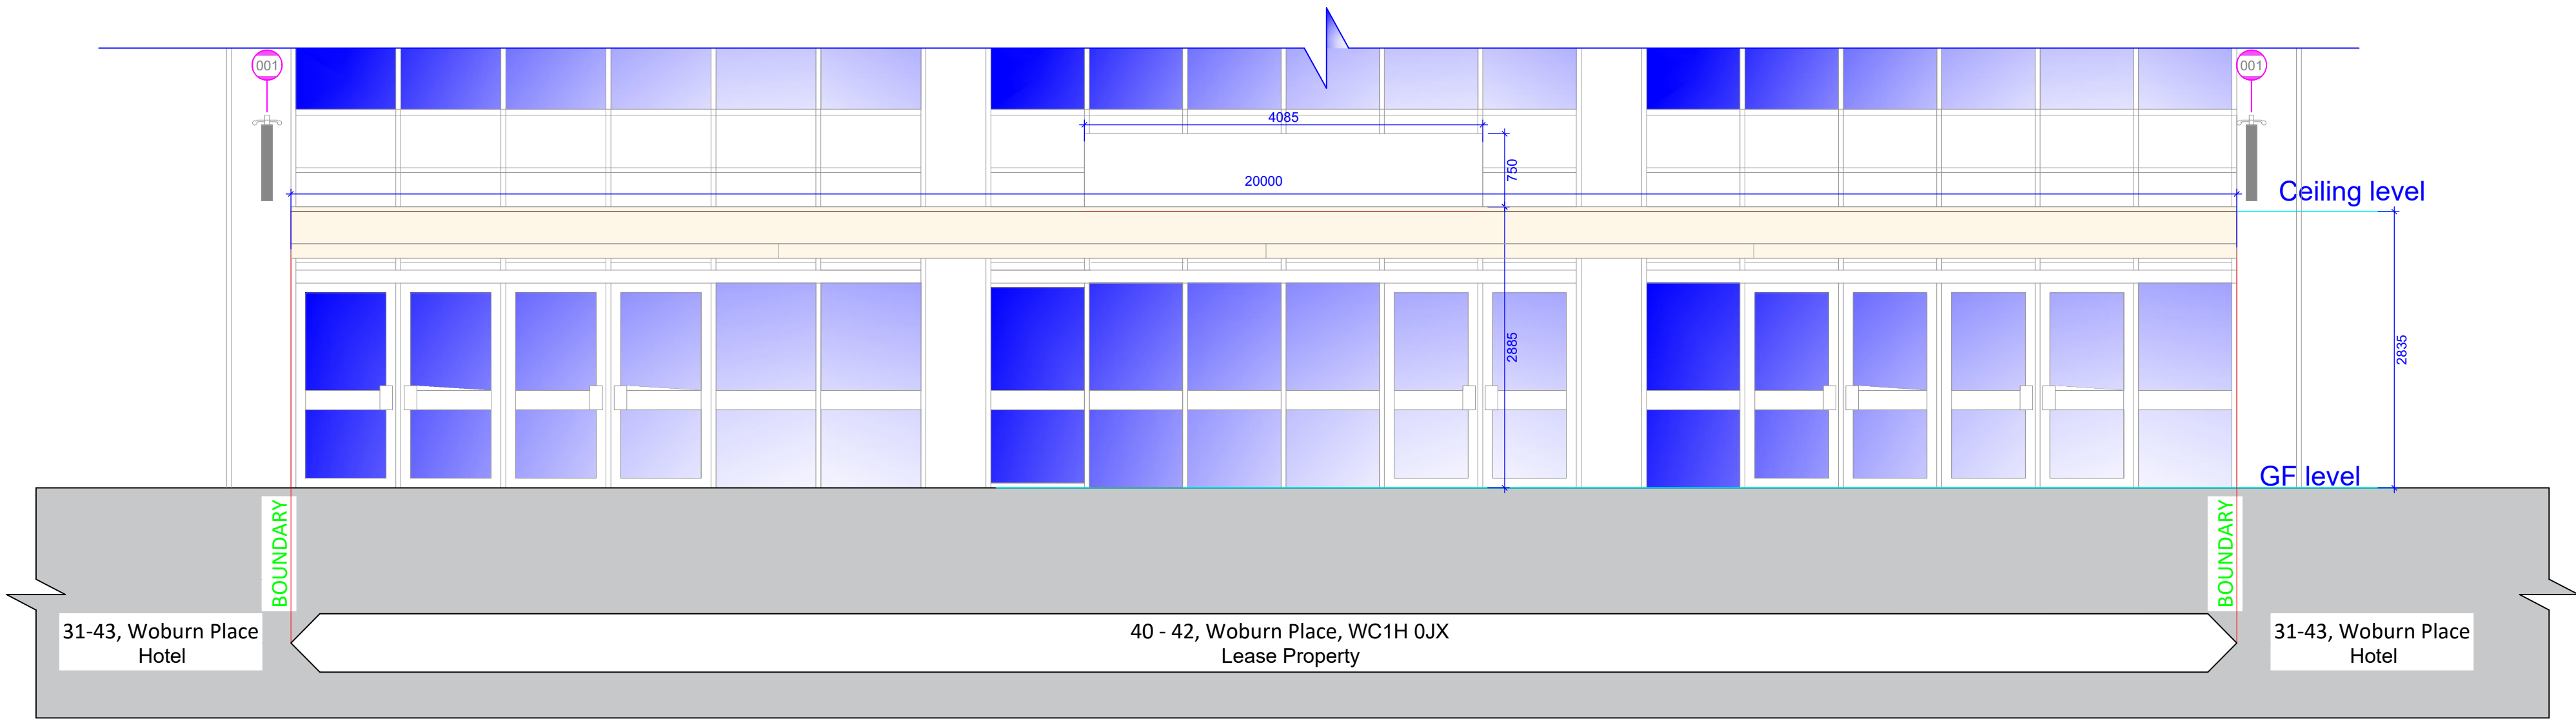 001
001
4085
750
20000
Ceiling level
2885
2835
GF level
BOUNDARY
BOUNDARY
31-43, Woburn Place
Hotel
40 - 42, Woburn Place, WC1H 0JX
Lease Property
31-43, Woburn Place
Hotel